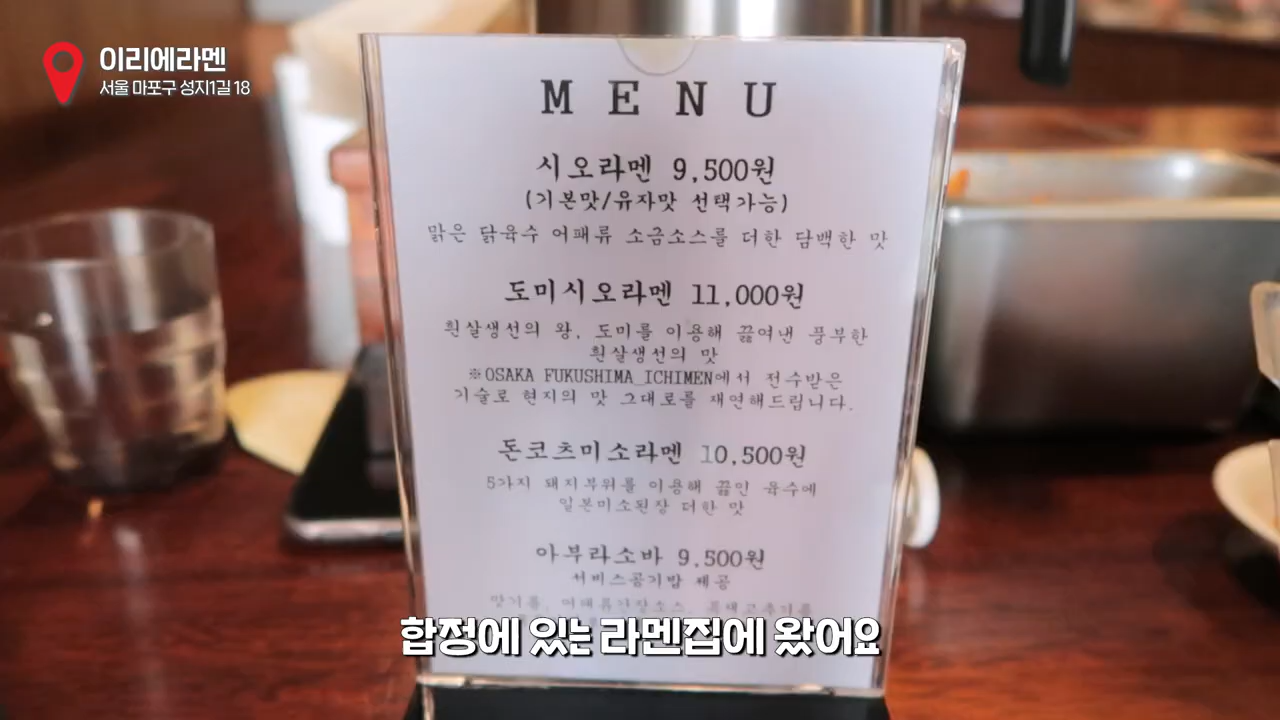 이리에라멘
서울 마포구 성지1길 18
MENU
시오라멘 9,500원
(기본맛/유자맛 선택가능)
맑은 닭육수 어패류 소금소스를 더한 담백한 맛
도미시오라멘 11,000원
흰살생선의 왕, 도미를 이용해 끓여낸 풍부한
흰살생선의 맛
※OSAKA FUKUSHIMA_ICHIMEN에서 전수받은
기술로 현지의 맛 그대로를 재연해드립니다.
돈코츠미소라멘 10,500원
5가지 돼지부위를 이용해 끓인 육수에
일본미소된장 더한 맛
아부라소바 9,500원
서비스공기밥 제공
어패류간장소스,
합정에 있는 라멘집에 왔어요